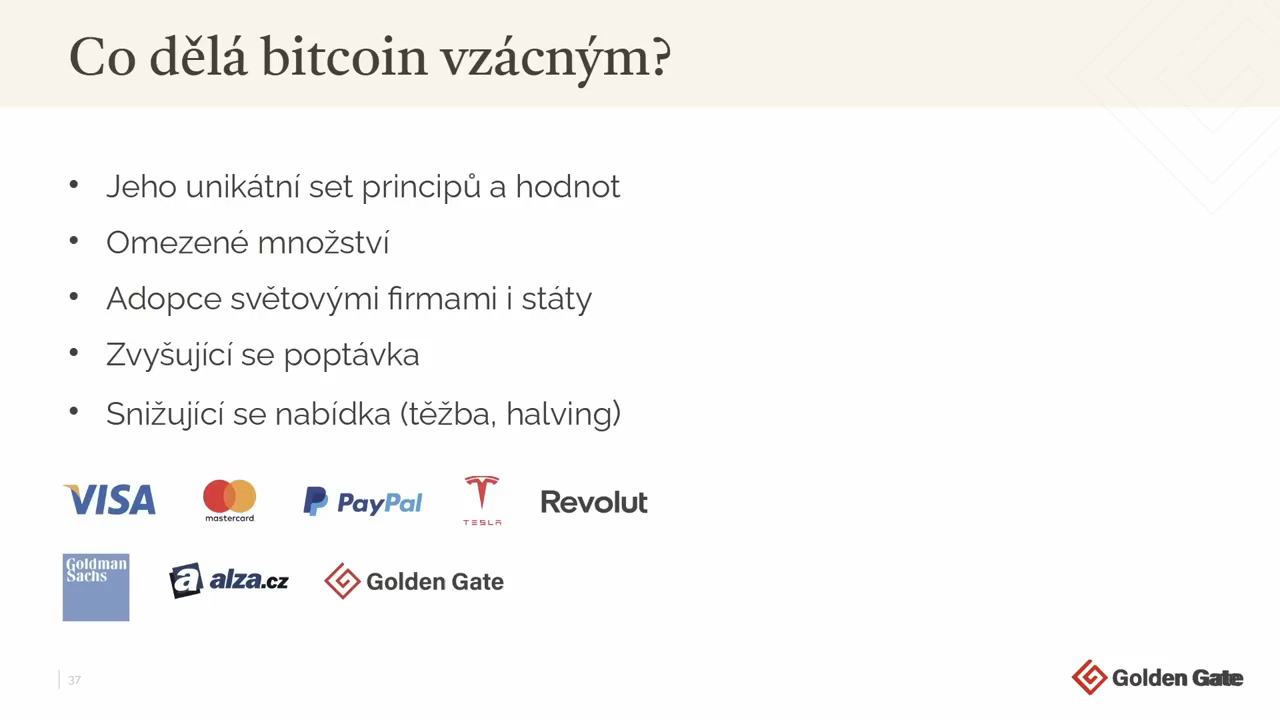 Co dělá bitcoin vzácným?
• Jeho unikátní set principů a hodnot
• Omezené množství
• Adopce světovými firmami i státy
• Zvyšující se poptávka
• Snižující se nabídka (těžba, halving)
VISA mastercard PayPal TESLA Revolut
Goldman Sachs alza.cz Golden Gate
37
Golden Gate